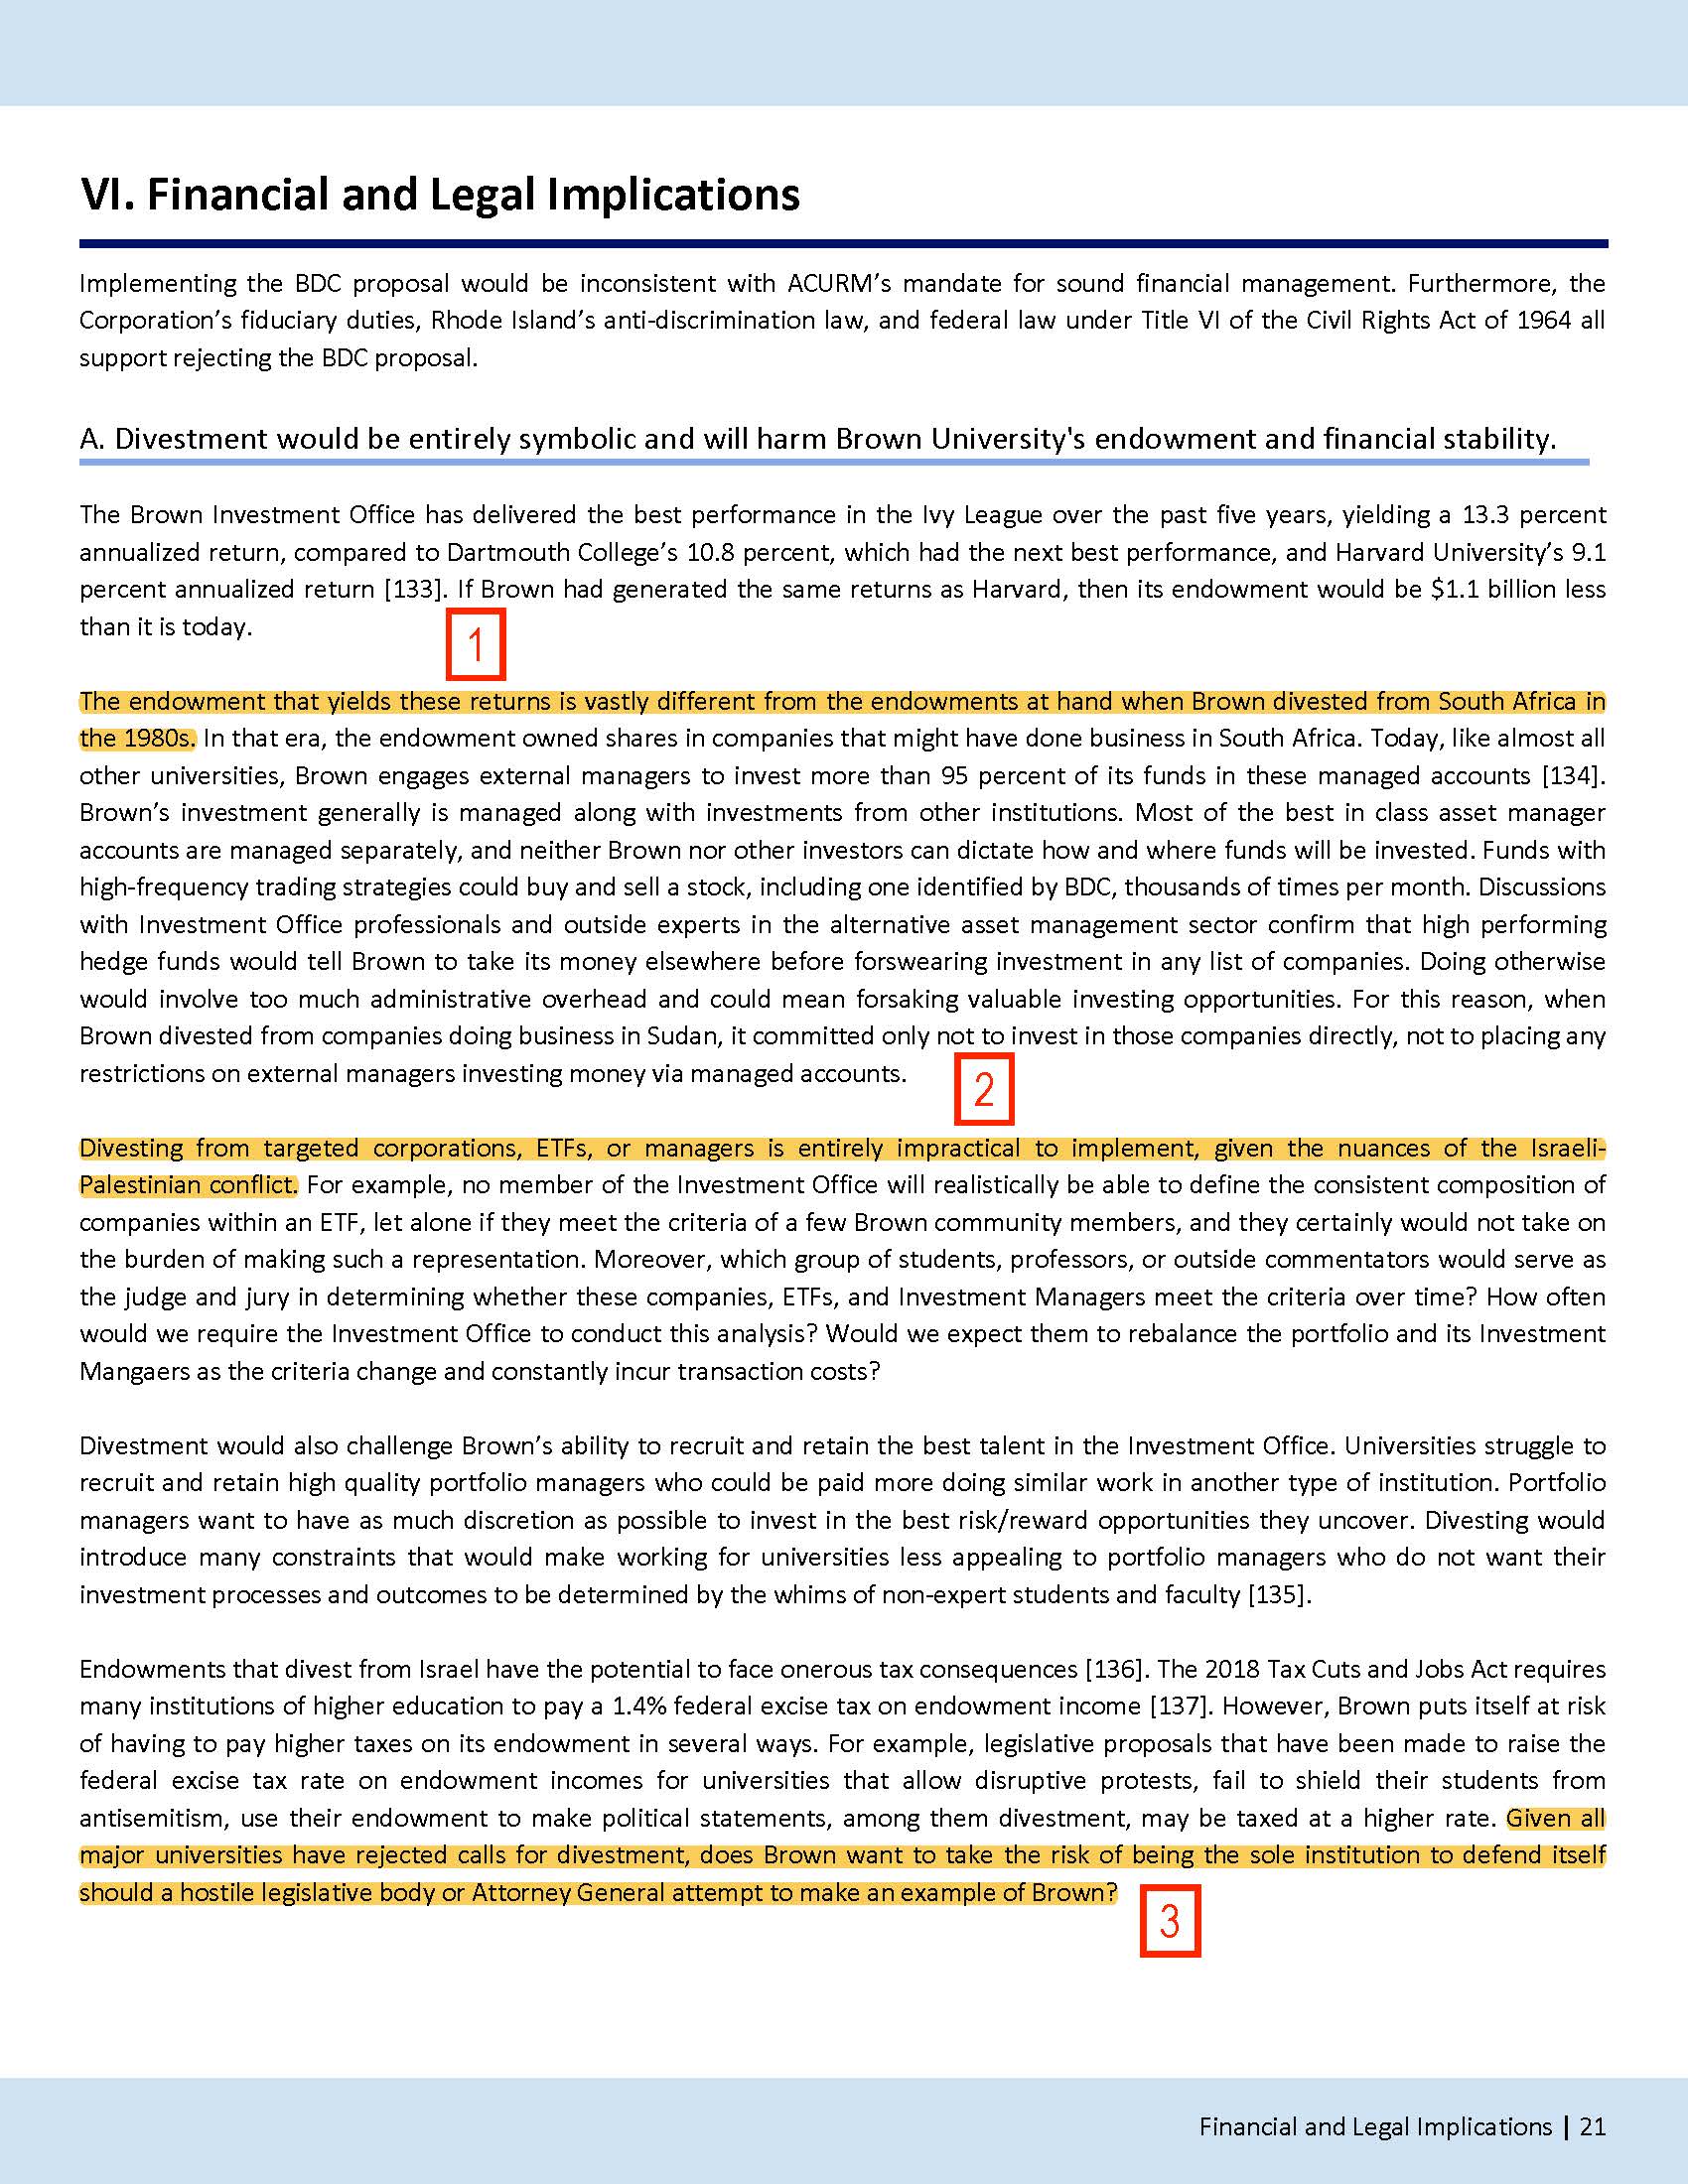 VI. Financial and Legal Implications
Implementing the BDC proposal would be inconsistent with ACURM’s mandate for sound financial management. Furthermore, the
Corporation’s fiduciary duties, Rhode Island’s anti-discrimination law, and federal law under Title VI of the Civil Rights Act of 1964 all
support rejecting the BDC proposal.
A. Divestment would be entirely symbolic and will harm Brown University's endowment and financial stability.
The Brown Investment Office has delivered the best performance in the Ivy League over the past five years, yielding a 13.3 percent
annualized return, compared to Dartmouth College’s 10.8 percent, which had the next best performance, and Harvard University’s 9.1
percent annualized return [133]. If Brown had generated the same returns as Harvard, then its endowment would be $1.1 billion less
than it is today.
1
The endowment that yields these returns is vastly different from the endowments at hand when Brown divested from South Africa in
the 1980s. In that era, the endowment owned shares in companies that might have done business in South Africa. Today, like almost all
other universities, Brown engages external managers to invest more than 95 percent of its funds in these managed accounts [134].
Brown’s investment generally is managed along with investments from other institutions. Most of the best in class asset manager
accounts are managed separately, and neither Brown nor other investors can dictate how and where funds will be invested. Funds with
high-frequency trading strategies could buy and sell a stock, including one identified by BDC, thousands of times per month. Discussions
with Investment Office professionals and outside experts in the alternative asset management sector confirm that high performing
hedge funds would tell Brown to take its money elsewhere before forswearing investment in any list of companies. Doing otherwise
would involve too much administrative overhead and could mean forsaking valuable investing opportunities. For this reason, when
Brown divested from companies doing business in Sudan, it committed only not to invest in those companies directly, not to placing any
restrictions on external managers investing money via managed accounts.
2
Divesting from targeted corporations, ETFs, or managers is entirely impractical to implement, given the nuances of the Israeli-
Palestinian conflict. For example, no member of the Investment Office will realistically be able to define the consistent composition of
companies within an ETF, let alone if they meet the criteria of a few Brown community members, and they certainly would not take on
the burden of making such a representation. Moreover, which group of students, professors, or outside commentators would serve as
the judge and jury in determining whether these companies, ETFs, and Investment Managers meet the criteria over time? How often
would we require the Investment Office to conduct this analysis? Would we expect them to rebalance the portfolio and its Investment
Mangaers as the criteria change and constantly incur transaction costs?
Divestment would also challenge Brown’s ability to recruit and retain the best talent in the Investment Office. Universities struggle to
recruit and retain high quality portfolio managers who could be paid more doing similar work in another type of institution. Portfolio
managers want to have as much discretion as possible to invest in the best risk/reward opportunities they uncover. Divesting would
introduce many constraints that would make working for universities less appealing to portfolio managers who do not want their
investment processes and outcomes to be determined by the whims of non-expert students and faculty [135].
Endowments that divest from Israel have the potential to face onerous tax consequences [136]. The 2018 Tax Cuts and Jobs Act requires
many institutions of higher education to pay a 1.4% federal excise tax on endowment income [137]. However, Brown puts itself at risk
of having to pay higher taxes on its endowment in several ways. For example, legislative proposals that have been made to raise the
federal excise tax rate on endowment incomes for universities that allow disruptive protests, fail to shield their students from
antisemitism, use their endowment to make political statements, among them divestment, may be taxed at a higher rate. Given all
major universities have rejected calls for divestment, does Brown want to take the risk of being the sole institution to defend itself
should a hostile legislative body or Attorney General attempt to make an example of Brown?
3
Financial and Legal Implications | 21